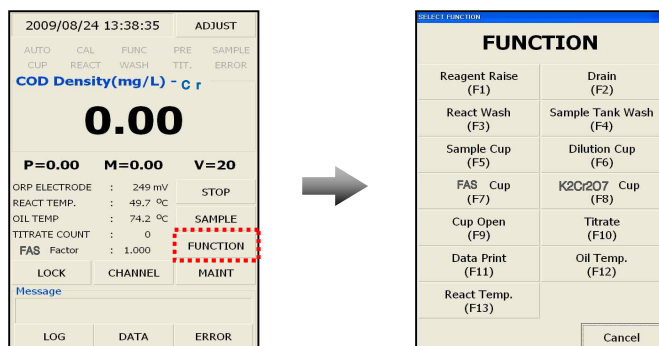 2009/08/24 13:38:35 ADJUST
AUTO CAL FUNC PRE SAMPLE
CUP REACT WASH TIT. ERROR
COD Density(mg/L) - Cr
0.00
P=0.00 M=0.00 V=20
ORP ELECTRODE : 249 mV
REACT TEMP. : 49.7 ºC
STOP
OIL TEMP : 74.2 ºC
SAMPLE
TITRATE COUNT : 0
FAS Factor : 1.000
FUNCTION
LOCK CHANNEL MAINT
Message
LOG DATA ERROR
SELECT FUNCTION
FUNCTION
Reagent Raise
(F1)
Drain
(F2)
React Wash
(F3)
Sample Tank Wash
(F4)
Sample Cup
(F5)
Dilution Cup
(F6)
FAS Cup
(F7)
K2Cr2O7 Cup
(F8)
Cup Open
(F9)
Titrate
(F10)
Data Print
(F11)
Oil Temp.
(F12)
React Temp.
(F13)
Cancel